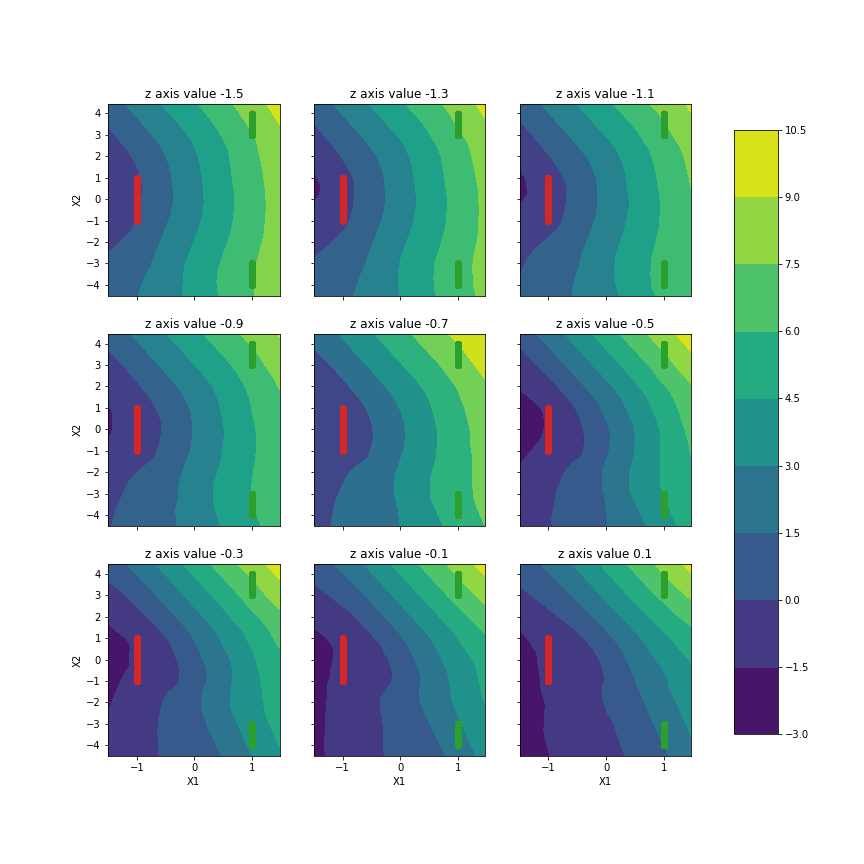 z axis value -1.5
z axis value -1.3
z axis value -1.1
4
3
2
1
0
−1
−2
−3
−4
X2
z axis value -0.9
z axis value -0.7
z axis value -0.5
4
3
2
1
0
−1
−2
−3
−4
X2
z axis value -0.3
z axis value -0.1
z axis value 0.1
4
3
2
1
0
−1
−2
−3
−4
X2
−1 0 1
X1
−1 0 1
X1
−1 0 1
X1
10.5
9.0
7.5
6.0
4.5
3.0
1.5
0.0
−1.5
−3.0